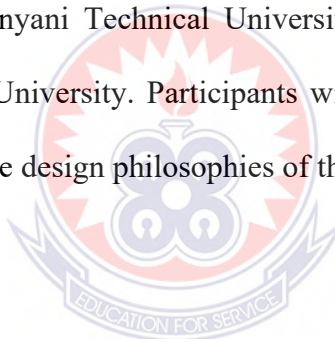 nyani Technical Universi
University. Participants w
e design philosophies of th
EDUCATION FOR SERVICE